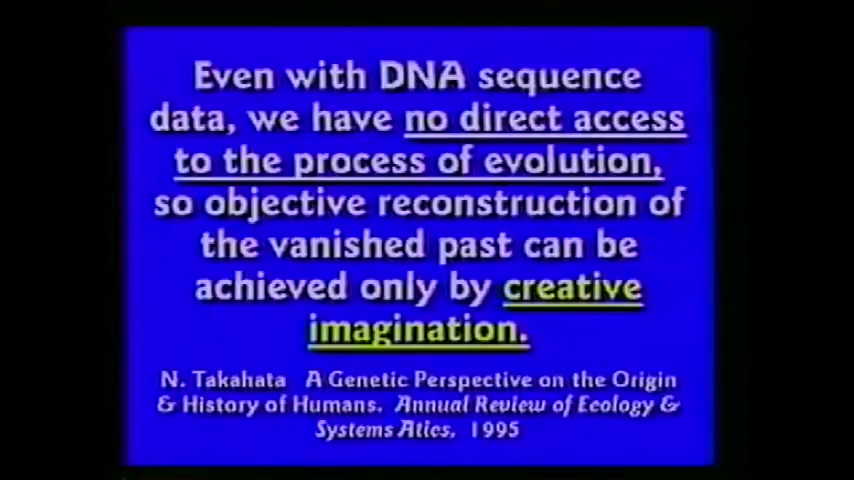 Even with DNA sequence
data, we have no direct access
to the process of evolution,
so objective reconstruction of
the vanished past can be
achieved only by creative
imagination.
N. Takahata A Genetic Perspective on the Origin
& History of Humans. Annual Review of Ecology &
Systems Atics, 1995